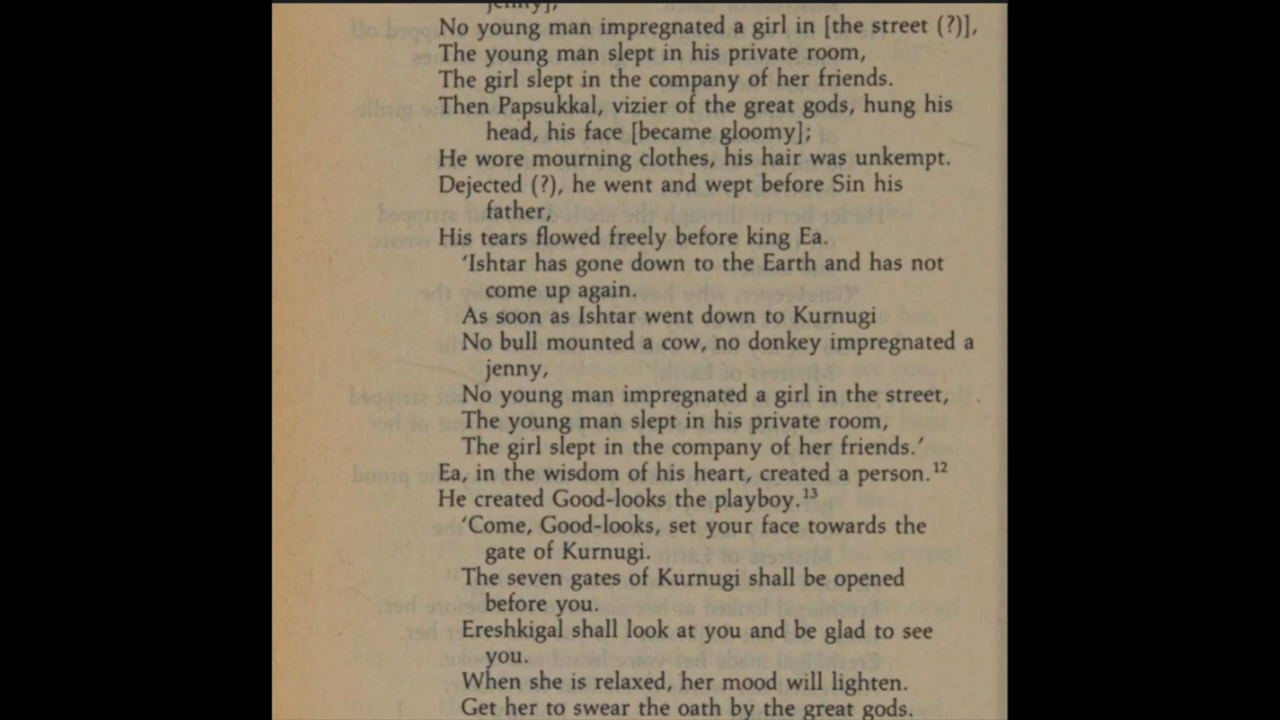 jenny],
No young man impregnated a girl in [the street (?)],
The young man slept in his private room,
The girl slept in the company of her friends.
Then Papsukkal, vizier of the great gods, hung his
head, his face [became gloomy];
He wore mourning clothes, his hair was unkempt.
Dejected (?), he went and wept before Sin his
father,
His tears flowed freely before king Ea.
‘Ishtar has gone down to the Earth and has not
come up again.
As soon as Ishtar went down to Kurnugi
No bull mounted a cow, no donkey impregnated a
jenny,
No young man impregnated a girl in the street,
The young man slept in his private room,
The girl slept in the company of her friends.’
Ea, in the wisdom of his heart, created a person.¹²
He created Good-looks the playboy.¹³
‘Come, Good-looks, set your face towards the
gate of Kurnugi.
The seven gates of Kurnugi shall be opened
before you.
Ereshkigal shall look at you and be glad to see
you.
When she is relaxed, her mood will lighten.
Get her to swear the oath by the great gods.